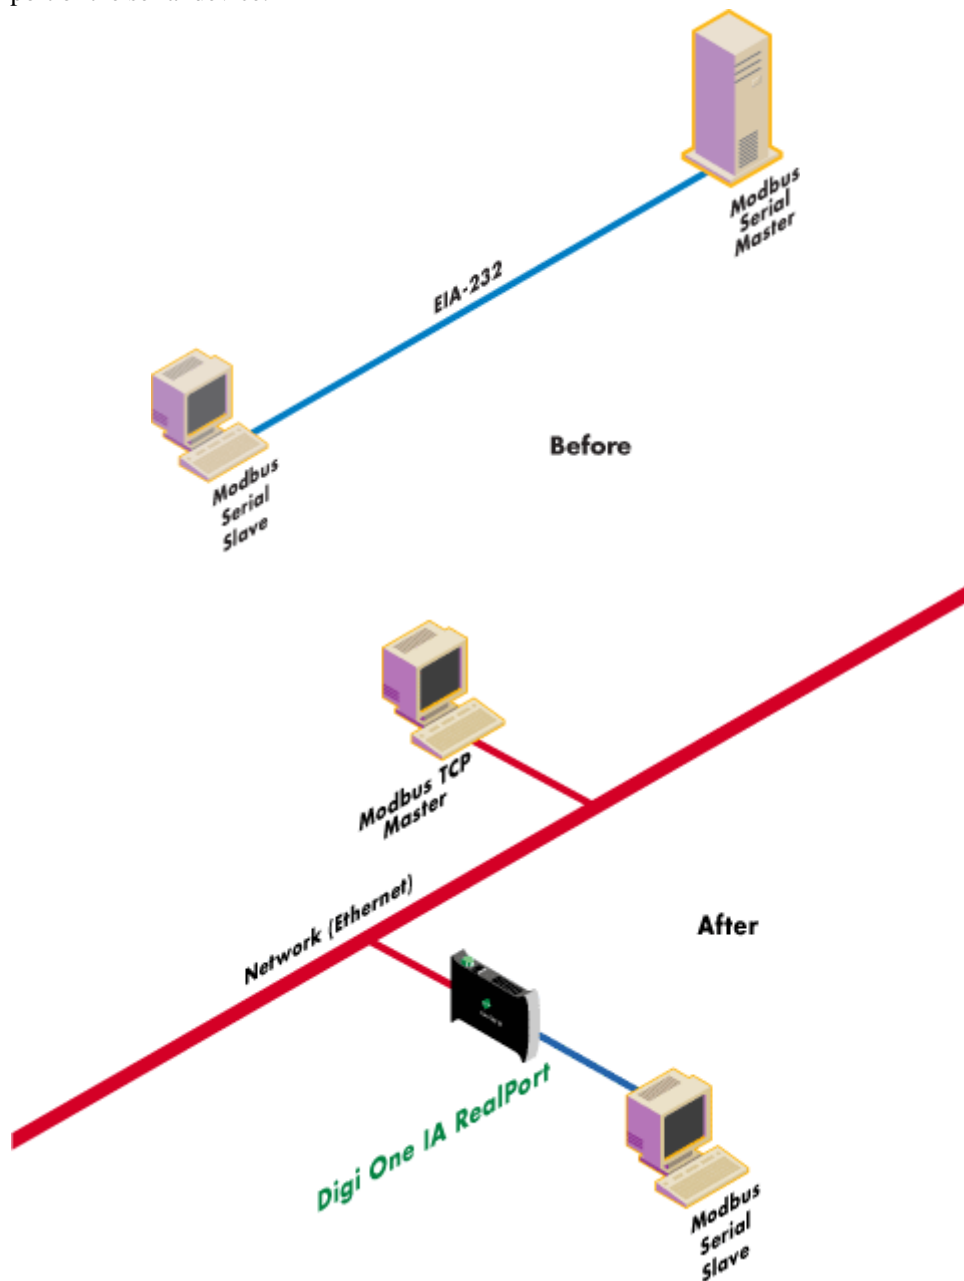 Modbus
Serial
Master
EIA-232
Modbus
Serial
Slave
Before
Modbus TCP
Master
Network (Ethernet)
After
Digi One IA RealPort
Modbus
Serial
Slave